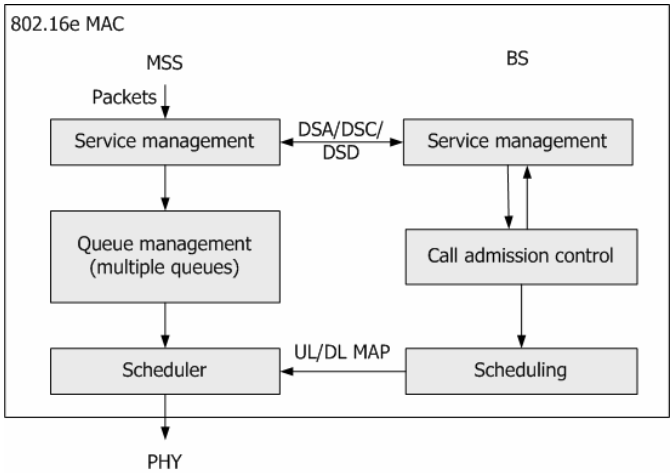 802.16e MAC
MSS
BS
Packets
Service management
DSA/DSC/
DSD
Service management
Queue management
(multiple queues)
Call admission control
Scheduler
UL/DL MAP
Scheduling
PHY